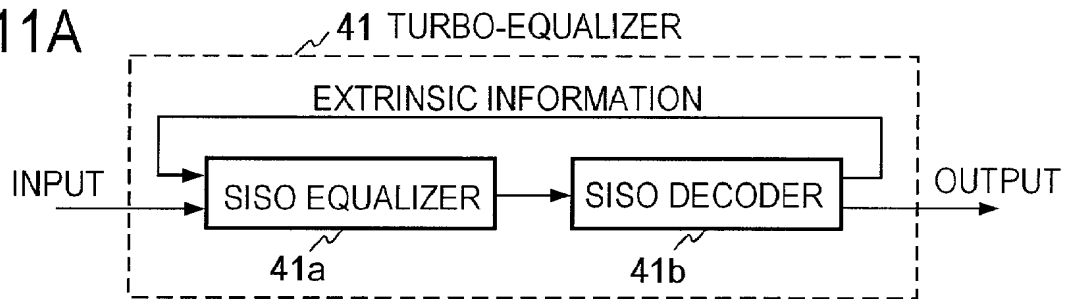 11A
41 TURBO-EQUALIZER
EXTRINSIC INFORMATION
INPUT
SISO EQUALIZER
SISO DECODER
OUTPUT
41a
41b